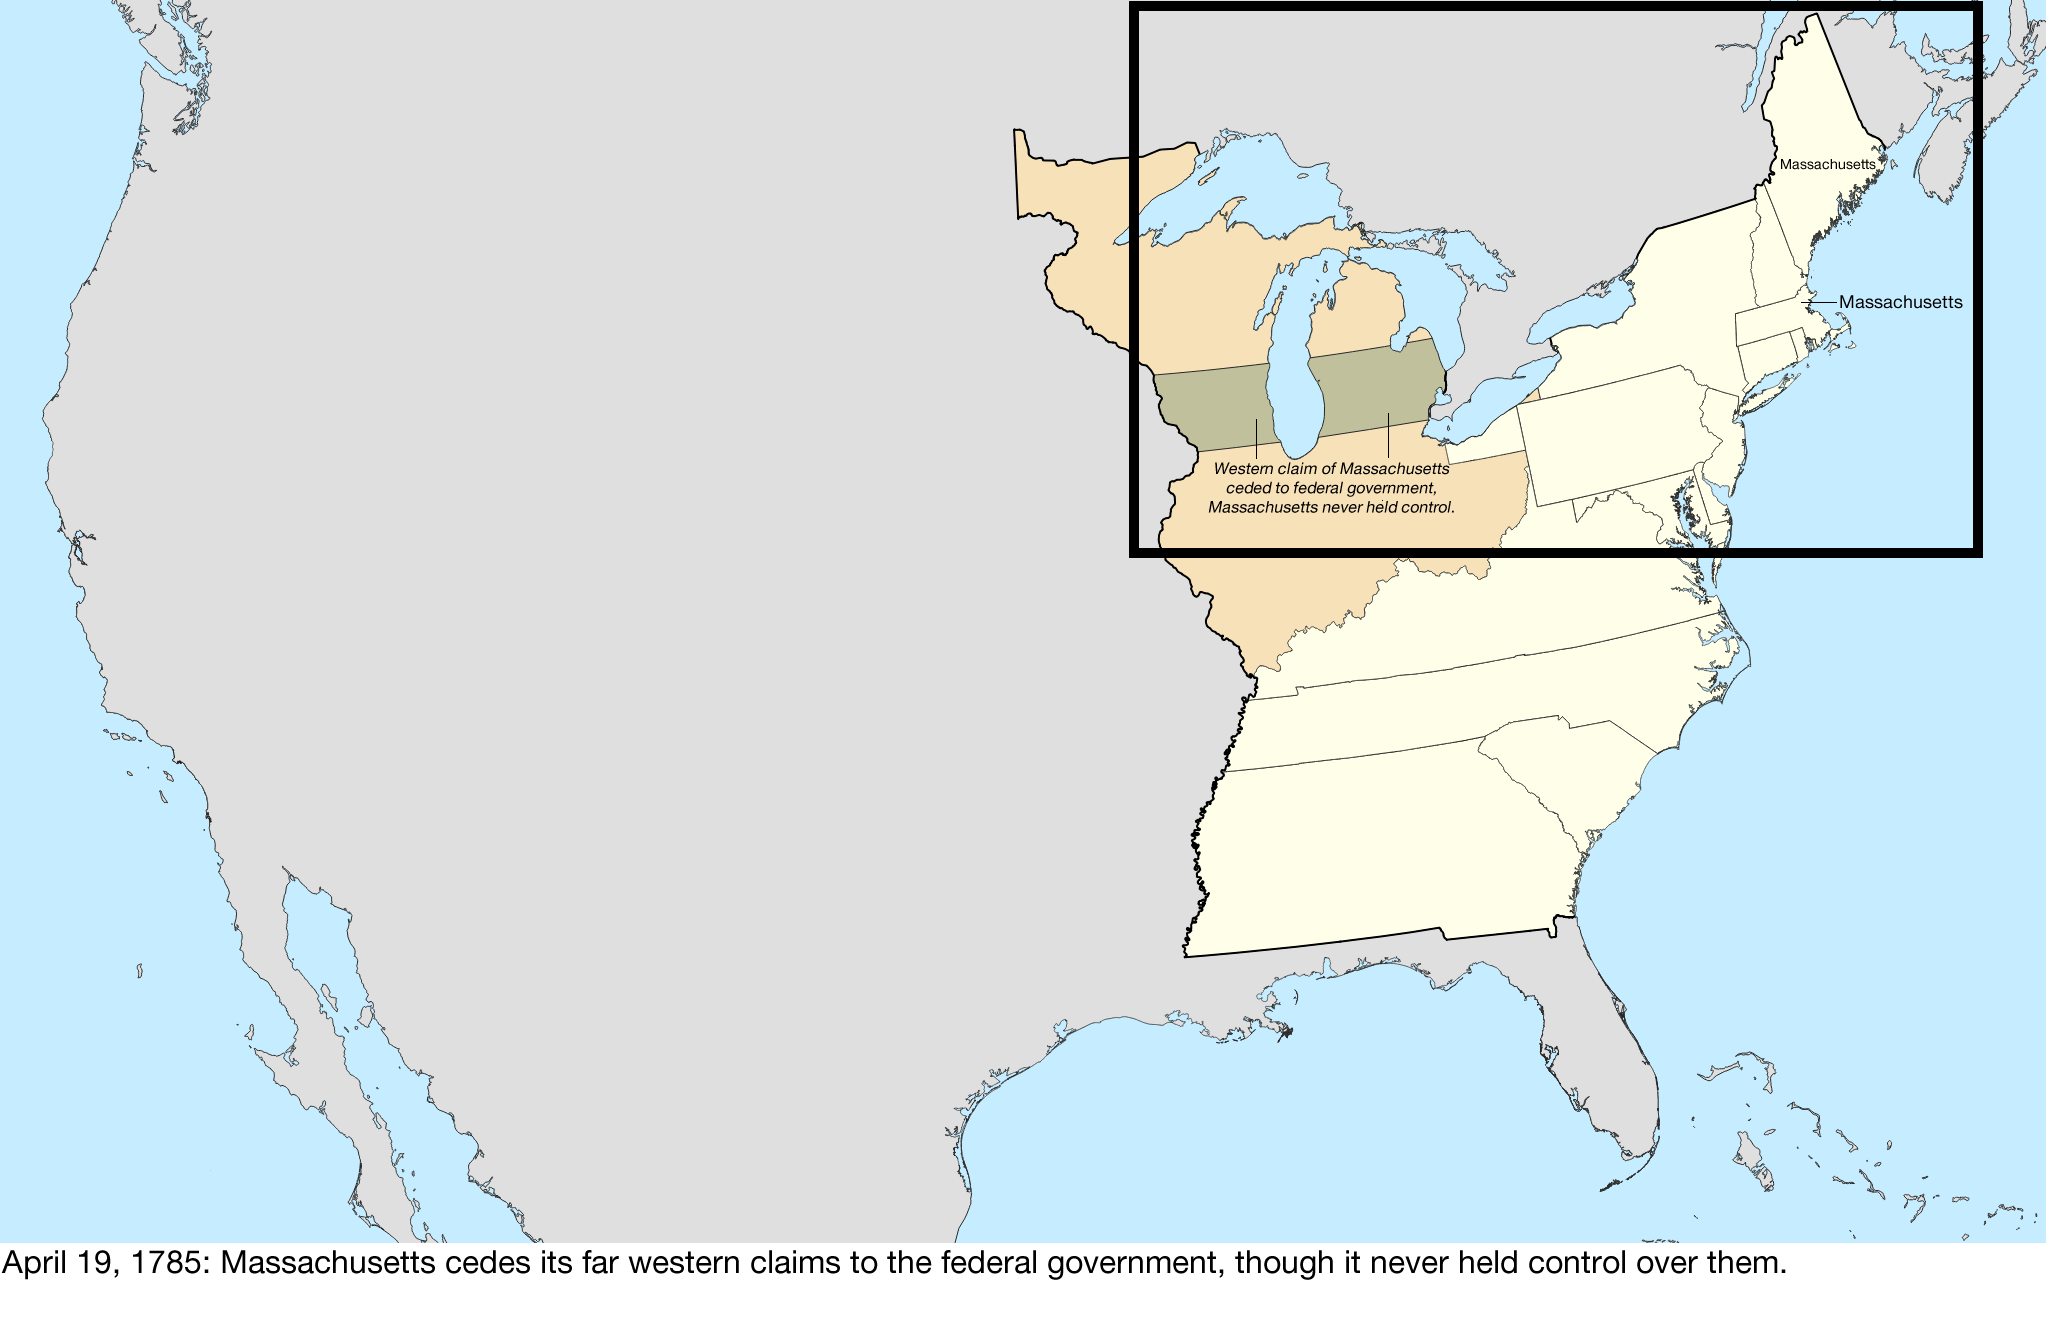 Massachusetts
Massachusetts
Western claim of Massachusetts
ceded to federal government,
Massachusetts never held control.
April 19, 1785: Massachusetts cedes its far western claims to the federal government, though it never held control over them.